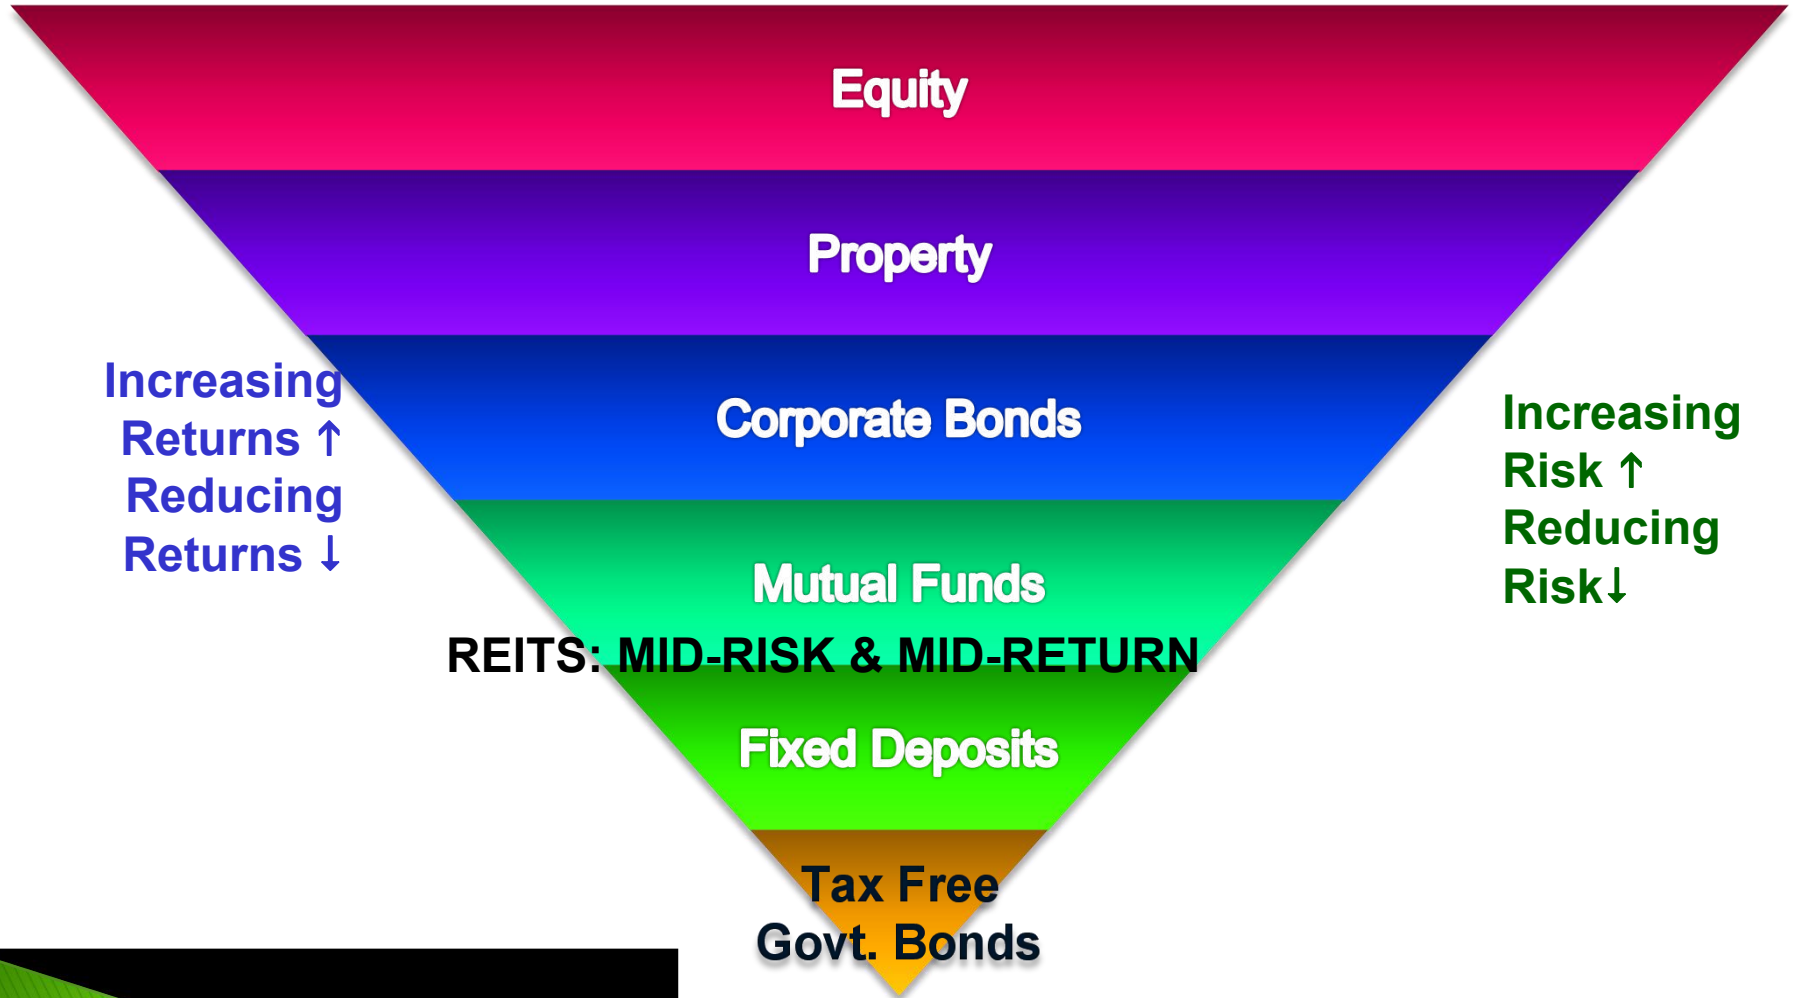 Equity
Property
Corporate Bonds
Increasing
Returns ↑
Reducing
Returns ↓
Increasing
Risk ↑
Reducing
Risk↓
Mutual Funds
REITS: MID-RISK & MID-RETURN
Fixed Deposits
Tax Free
Govt. Bonds